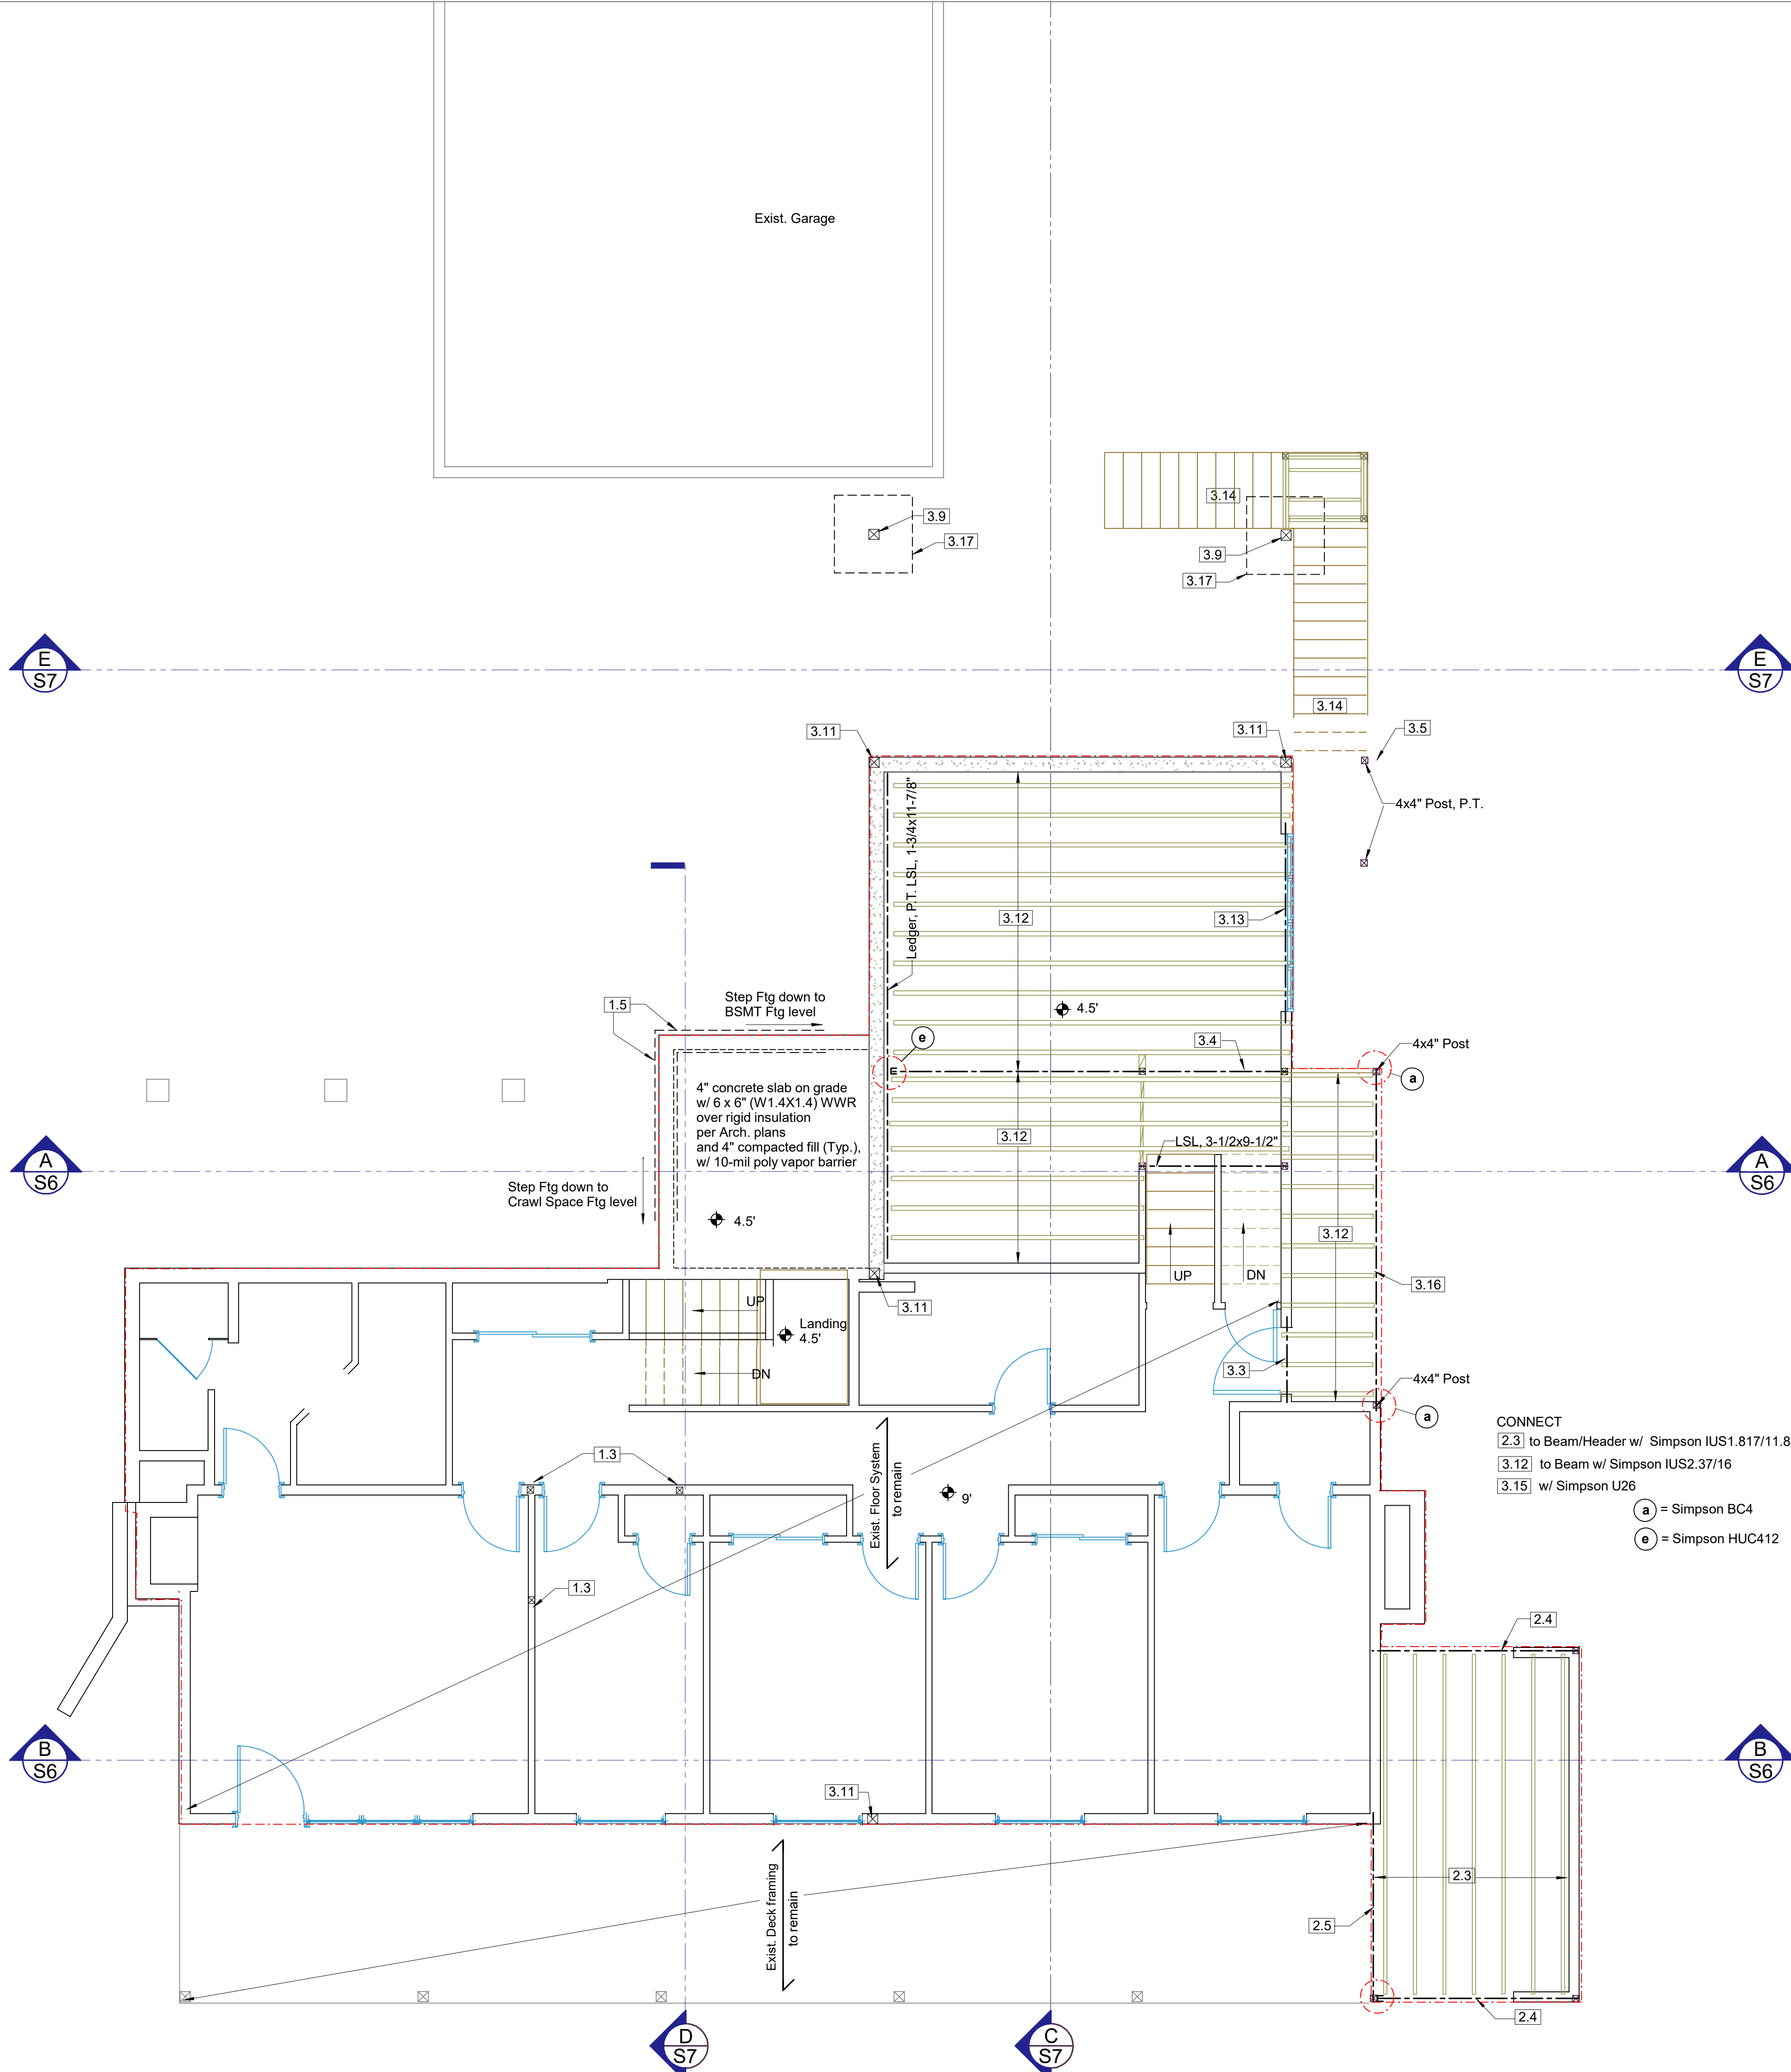 Exist. Garage
3.14
3.9
3.17
3.9
3.17
E
S7
E
S7
3.14
3.11
3.11
3.5
4x4" Post, P.T.
Ledger, P.T. LSL, 1-3/4x11-7/8"
3.12
3.13
1.5
Step Ftg down to
BSMT Ftg level
4.5'
e
3.4
4x4" Post
a
4" concrete slab on grade
w/ 6 x 6" (W1.4X1.4) WWR
over rigid insulation
per Arch. plans
and 4" compacted fill (Typ.),
w/ 10-mil poly vapor barrier
3.12
LSL, 3-1/2x9-1/2"
A
S6
A
S6
Step Ftg down to
Crawl Space Ftg level
4.5'
3.12
UP
DN
3.16
UP
3.11
Landing
4.5'
DN
3.3
4x4" Post
a
CONNECT
2.3 to Beam/Header w/ Simpson IUS1.817/11.8
3.12 to Beam w/ Simpson IUS2.37/16
3.15 w/ Simpson U26
a = Simpson BC4
e = Simpson HUC412
1.3
Exist. Floor System
to remain
9'
1.3
2.4
B
S6
B
S6
3.11
Exist. Deck framing
to remain
2.3
2.5
2.4
D
S7
C
S7